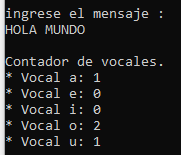 ingrese el mensaje :
HOLA MUNDO
Contador de vocales.
* Vocal a: 1
* Vocal e: 0
* Vocal i: 0
* Vocal o: 2
* Vocal u: 1